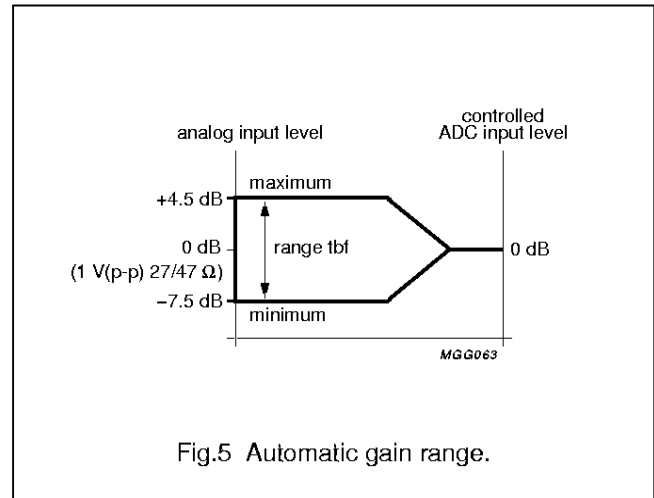 analog input level
controlled
ADC input level
maximum
+4.5 dB
0 dB
range tbf
0 dB
(1 V(p-p) 27/47 Ω)
−7.5 dB
minimum
MGG063
Fig.5 Automatic gain range.